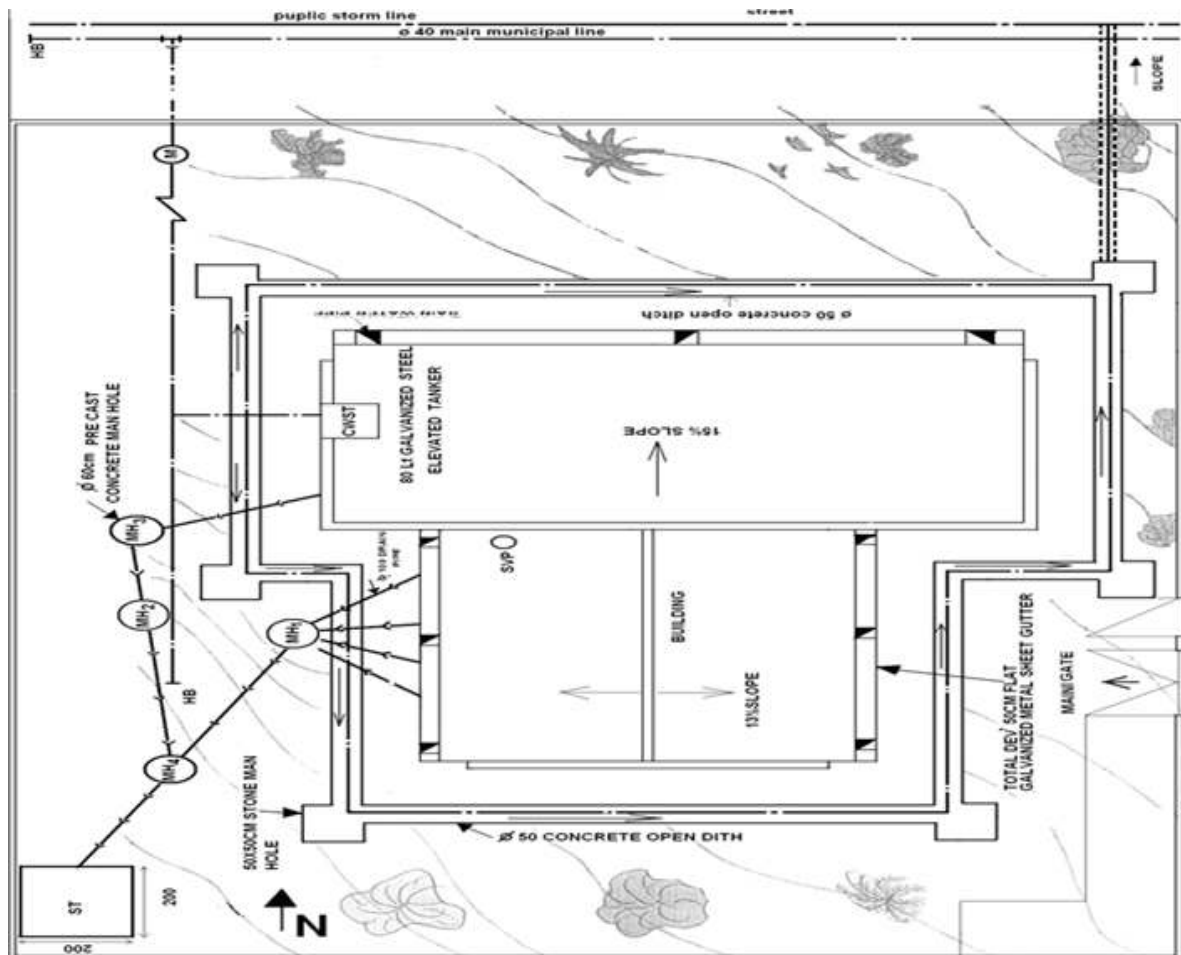 puplic storm line
street
ø 40 main municipal line
HB
SLOPE
M
RAIN WATER PIPE
ø 50 concrete open ditch
80 Lt GALVANIZED STEEL
ELEVATED TANKER
CWST
15% SLOPE
Ø 60cm PRE CAST
CONCRETE MAN HOLE
MH3
SVP
Ø 100 DRAIN
PIPE
MH2
MH1
BUILDING
HB
13%SLOPE
MH4
TOTAL DEV' 50CM FLAT
GALVANIZED METAL SHEET GUTTER
MAIN GATE
50X50CM STONE MAN
HOLE
Ø 50 CONCRETE OPEN DITH
ST
200
200
N